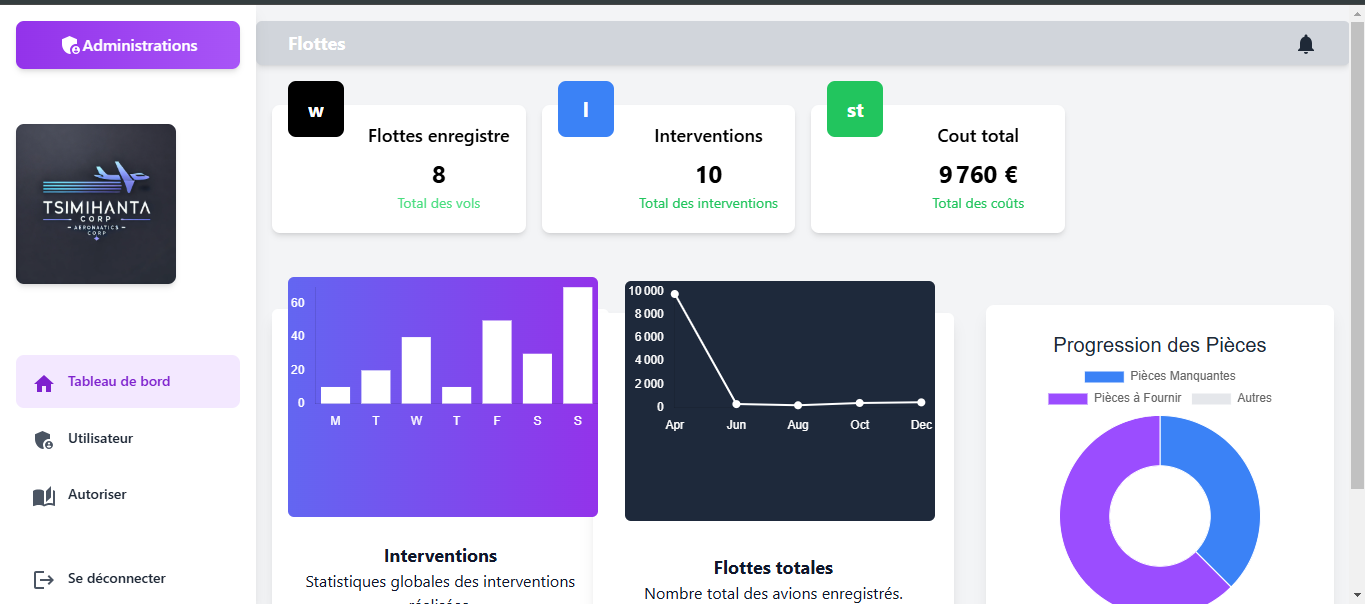 Administrations
Flottes
TSIMIHANTA
CORP
CORP
w
Flottes enregistre
8
Total des vols
I
Interventions
10
Total des interventions
st
Cout total
9 760 €
Total des coûts
60
40
20
0
M T W T F S S
10 000
8 000
6 000
4 000
2 000
0
Apr Jun Aug Oct Dec
Progression des Pièces
Pièces Manquantes
Pièces à Fournir Autres
Tableau de bord
Utilisateur
Autoriser
Se déconnecter
Interventions
Statistiques globales des interventions
Flottes totales
Nombre total des avions enregistrés.